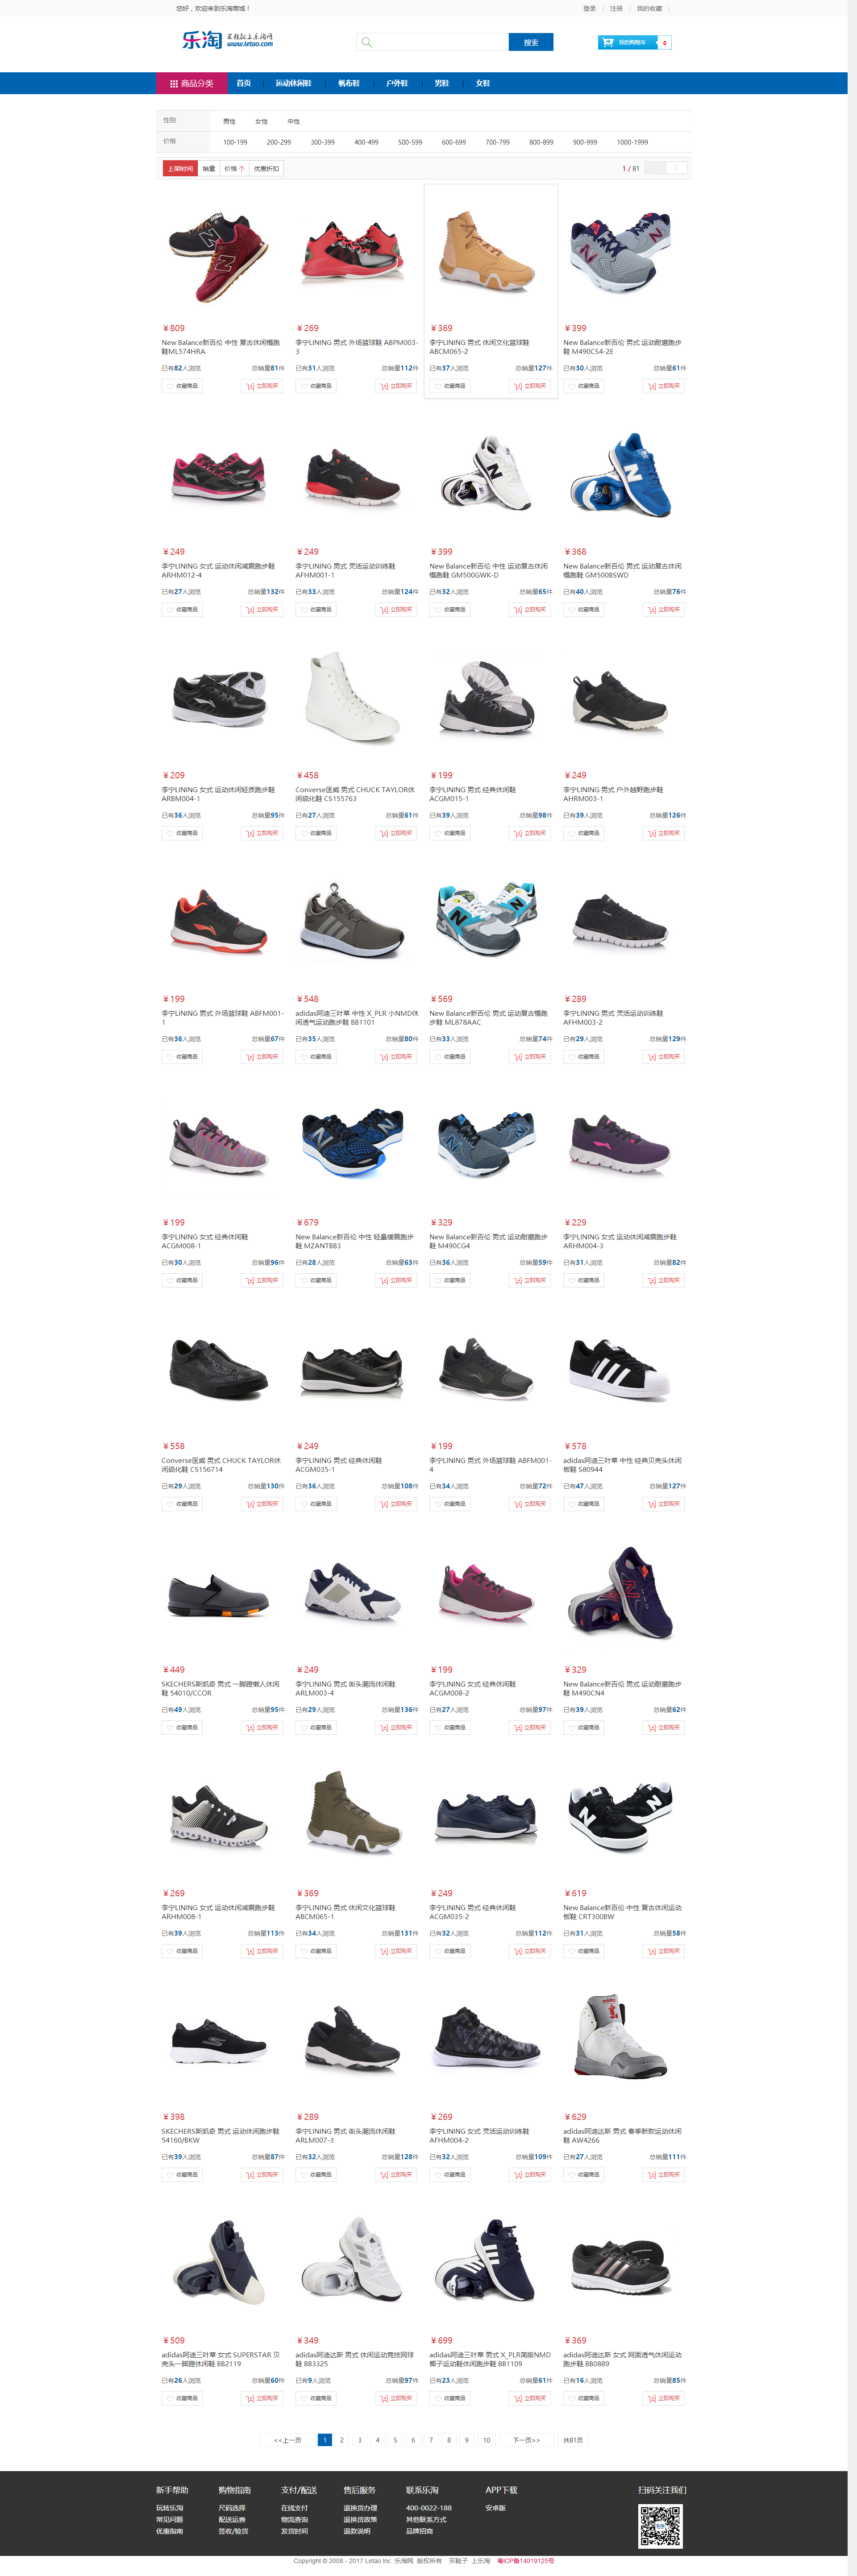 您好，欢迎来到乐淘商城！
登录 | 注册 | 我的收藏 |
乐淘 买鞋就上乐淘网
www.letao.com
搜索
我的购物车 0
商品分类 首页 运动休闲鞋 帆布鞋 户外鞋 男鞋 女鞋
性别 男性 女性 中性
价格 100-199 200-299 300-399 400-499 500-599 600-699 700-799 800-899 900-999 1000-1999
上架时间 销量 价格 优惠折扣 1 / 81
¥809 ¥269 ¥369 ¥399
New Balance新百伦 中性 复古休闲慢跑 李宁LINING 男式 外场篮球鞋 ABPM003- 李宁LINING 男式 休闲文化篮球鞋 New Balance新百伦 男式 运动耐磨跑步
鞋ML574HRA 3 ABCM065-2 鞋 M490CS4-2E
已有82人浏览 总销量81件 已有31人浏览 总销量112件 已有37人浏览 总销量127件 已有30人浏览 总销量61件
收藏商品 立即购买 收藏商品 立即购买 收藏商品 立即购买 收藏商品 立即购买
¥249 ¥249 ¥399 ¥368
李宁LINING 女式 运动休闲减震跑步鞋 李宁LINING 男式 灵活运动训练鞋 New Balance新百伦 中性 运动复古休闲 New Balance新百伦 男式 运动复古休闲
ARHM012-4 AFHM001-1 慢跑鞋 GM500GWK-D 慢跑鞋 GM500BSWD
已有27人浏览 总销量132件 已有33人浏览 总销量124件 已有32人浏览 总销量65件 已有40人浏览 总销量76件
收藏商品 立即购买 收藏商品 立即购买 收藏商品 立即购买 收藏商品 立即购买
¥209 ¥458 ¥199 ¥249
李宁LINING 女式 运动休闲轻质跑步鞋 Converse匡威 男式 CHUCK TAYLOR休 李宁LINING 男式 经典休闲鞋 李宁LINING 男式 户外越野跑步鞋
ARBM004-1 闲硫化鞋 CS155763 ACGM015-1 AHRM003-1
已有36人浏览 总销量95件 已有27人浏览 总销量61件 已有39人浏览 总销量98件 已有39人浏览 总销量126件
收藏商品 立即购买 收藏商品 立即购买 收藏商品 立即购买 收藏商品 立即购买
¥199 ¥548 ¥569 ¥289
李宁LINING 男式 外场篮球鞋 ABFM001- adidas阿迪三叶草 中性 X_PLR 小NMD休 New Balance新百伦 男式 运动复古慢跑 李宁LINING 男式 灵活运动训练鞋
1 闲透气运动跑步鞋 BB1101 步鞋 ML878AAC AFHM003-2
已有36人浏览 总销量67件 已有35人浏览 总销量80件 已有33人浏览 总销量74件 已有29人浏览 总销量129件
收藏商品 立即购买 收藏商品 立即购买 收藏商品 立即购买 收藏商品 立即购买
¥199 ¥679 ¥329 ¥229
李宁LINING 女式 经典休闲鞋 New Balance新百伦 中性 轻量缓震跑步 New Balance新百伦 男式 运动耐磨跑步 李宁LINING 女式 运动休闲减震跑步鞋
ACGM008-1 鞋 MZANTBB3 鞋 M490CG4 ARHM004-3
已有30人浏览 总销量96件 已有28人浏览 总销量63件 已有36人浏览 总销量59件 已有31人浏览 总销量82件
收藏商品 立即购买 收藏商品 立即购买 收藏商品 立即购买 收藏商品 立即购买
¥558 ¥249 ¥199 ¥578
Converse匡威 男式 CHUCK TAYLOR休 李宁LINING 男式 经典休闲鞋 李宁LINING 男式 外场篮球鞋 ABFM001- adidas阿迪三叶草 中性 经典贝壳头休闲
闲硫化鞋 CS156714 ACGM035-1 4 板鞋 S80944
已有29人浏览 总销量130件 已有36人浏览 总销量108件 已有34人浏览 总销量72件 已有47人浏览 总销量127件
收藏商品 立即购买 收藏商品 立即购买 收藏商品 立即购买 收藏商品 立即购买
¥449 ¥249 ¥199 ¥329
SKECHERS斯凯奇 男式 一脚蹬懒人休闲 李宁LINING 男式 街头潮流休闲鞋 李宁LINING 女式 经典休闲鞋 New Balance新百伦 男式 运动耐磨跑步
鞋 54010/CCOR ARLM003-4 ACGM008-2 鞋 M490CN4
已有49人浏览 总销量95件 已有29人浏览 总销量136件 已有27人浏览 总销量97件 已有39人浏览 总销量62件
收藏商品 立即购买 收藏商品 立即购买 收藏商品 立即购买 收藏商品 立即购买
¥269 ¥369 ¥249 ¥619
李宁LINING 女式 运动休闲减震跑步鞋 李宁LINING 男式 休闲文化篮球鞋 李宁LINING 男式 经典休闲鞋 New Balance新百伦 中性 复古休闲运动
ARHM008-1 ABCM065-1 ACGM035-2 板鞋 CRT300BW
已有39人浏览 总销量113件 已有34人浏览 总销量131件 已有32人浏览 总销量112件 已有31人浏览 总销量58件
收藏商品 立即购买 收藏商品 立即购买 收藏商品 立即购买 收藏商品 立即购买
¥398 ¥289 ¥269 ¥629
SKECHERS斯凯奇 男式 运动休闲跑步鞋 李宁LINING 男式 街头潮流休闲鞋 李宁LINING 女式 灵活运动训练鞋 adidas阿迪达斯 男式 春季新款运动休闲
54160/BKW ARLM007-3 AFHM004-2 鞋 AW4266
已有39人浏览 总销量87件 已有32人浏览 总销量128件 已有32人浏览 总销量109件 已有27人浏览 总销量111件
收藏商品 立即购买 收藏商品 立即购买 收藏商品 立即购买 收藏商品 立即购买
¥509 ¥349 ¥699 ¥369
adidas阿迪三叶草 女式 SUPERSTAR 贝 adidas阿迪达斯 男式 休闲运动竞技网球 adidas阿迪三叶草 男式 X_PLR简版NMD adidas阿迪达斯 女式 网面透气休闲运动
壳头一脚蹬休闲鞋 BB2119 鞋 BB3325 椰子运动鞋休闲跑步鞋 BB1109 跑步鞋 BB0889
已有26人浏览 总销量60件 已有9人浏览 总销量97件 已有23人浏览 总销量61件 已有16人浏览 总销量85件
收藏商品 立即购买 收藏商品 立即购买 收藏商品 立即购买 收藏商品 立即购买
<<上一页 1 2 3 4 5 6 7 8 9 10 下一页>> 共81页
新手帮助 购物指南 支付/配送 售后服务 联系乐淘 APP下载 扫码关注我们
玩转乐淘 尺码选择 在线支付 退换货办理 400-0022-188 安卓版
常见问题 配送运费 物流查询 退换货政策 其他联系方式
优惠指南 签收/验货 发货时间 退款说明 品牌招商
Copyright © 2008 - 2017 Letao Inc 乐淘网 版权所有 买鞋子 上乐淘 粤ICP备14019125号